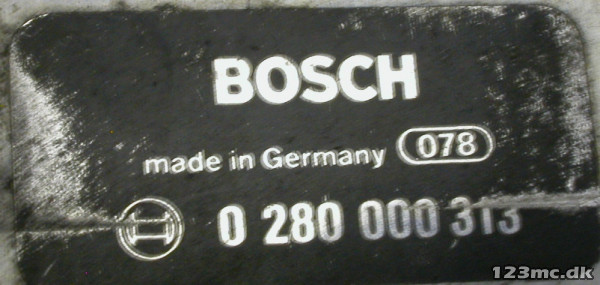 BOSCH
made in Germany 078
0 280 000 313
123mc.dk